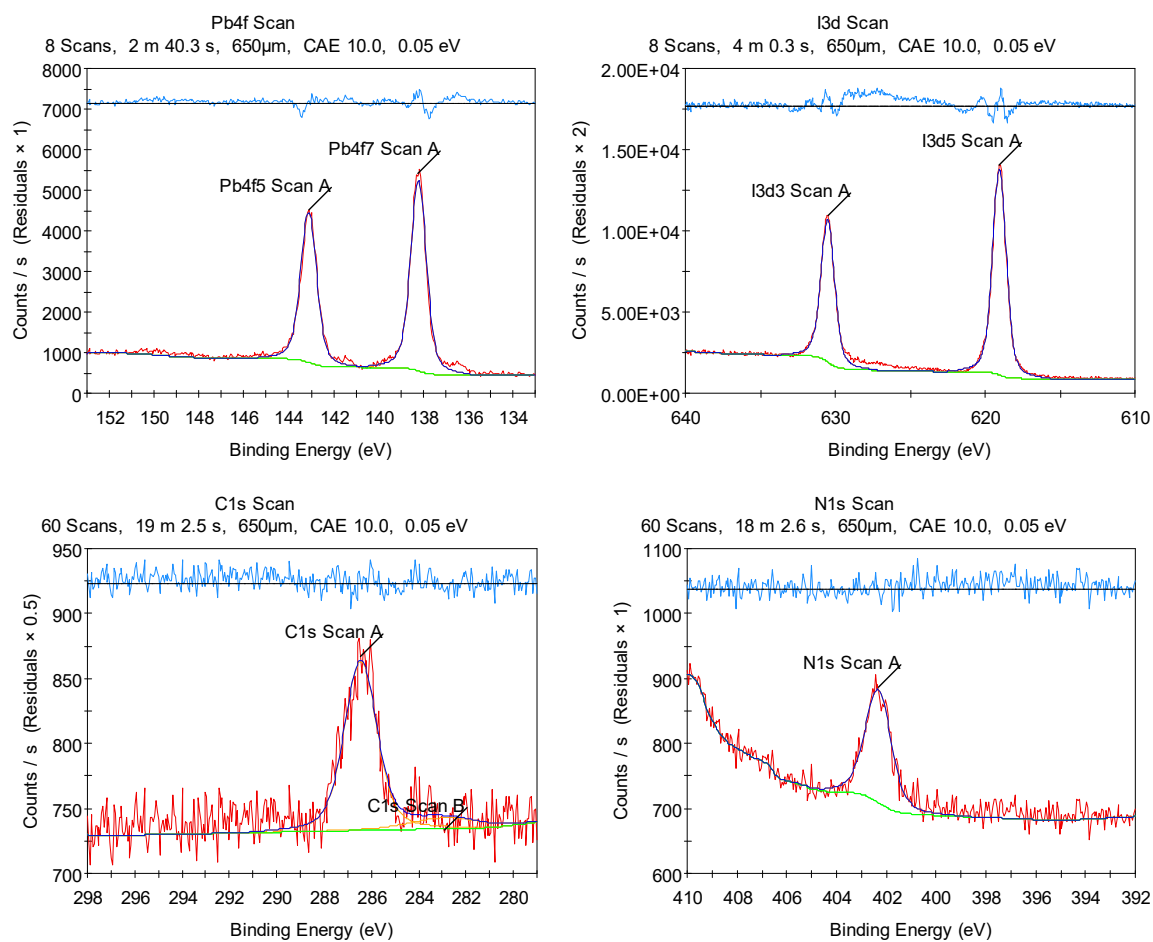 Pb4f Scan
8 Scans, 2 m 40.3 s, 650µm, CAE 10.0, 0.05 eV
8000
7000
6000
5000
4000
3000
2000
1000
0
Counts / s (Residuals × 1)
Pb4f7 Scan A
Pb4f5 Scan A
152 150 148 146 144 142 140 138 136 134
Binding Energy (eV)
I3d Scan
8 Scans, 4 m 0.3 s, 650µm, CAE 10.0, 0.05 eV
2.00E+04
1.50E+04
1.00E+04
5.00E+03
0.00E+00
Counts / s (Residuals × 2)
I3d5 Scan A
I3d3 Scan A
640 630 620 610
Binding Energy (eV)
C1s Scan
60 Scans, 19 m 2.5 s, 650µm, CAE 10.0, 0.05 eV
950
900
850
800
750
700
Counts / s (Residuals × 0.5)
C1s Scan A
C1s Scan B
298 296 294 292 290 288 286 284 282 280
Binding Energy (eV)
N1s Scan
60 Scans, 18 m 2.6 s, 650µm, CAE 10.0, 0.05 eV
1100
1000
900
800
700
600
Counts / s (Residuals × 1)
N1s Scan A
410 408 406 404 402 400 398 396 394 392
Binding Energy (eV)